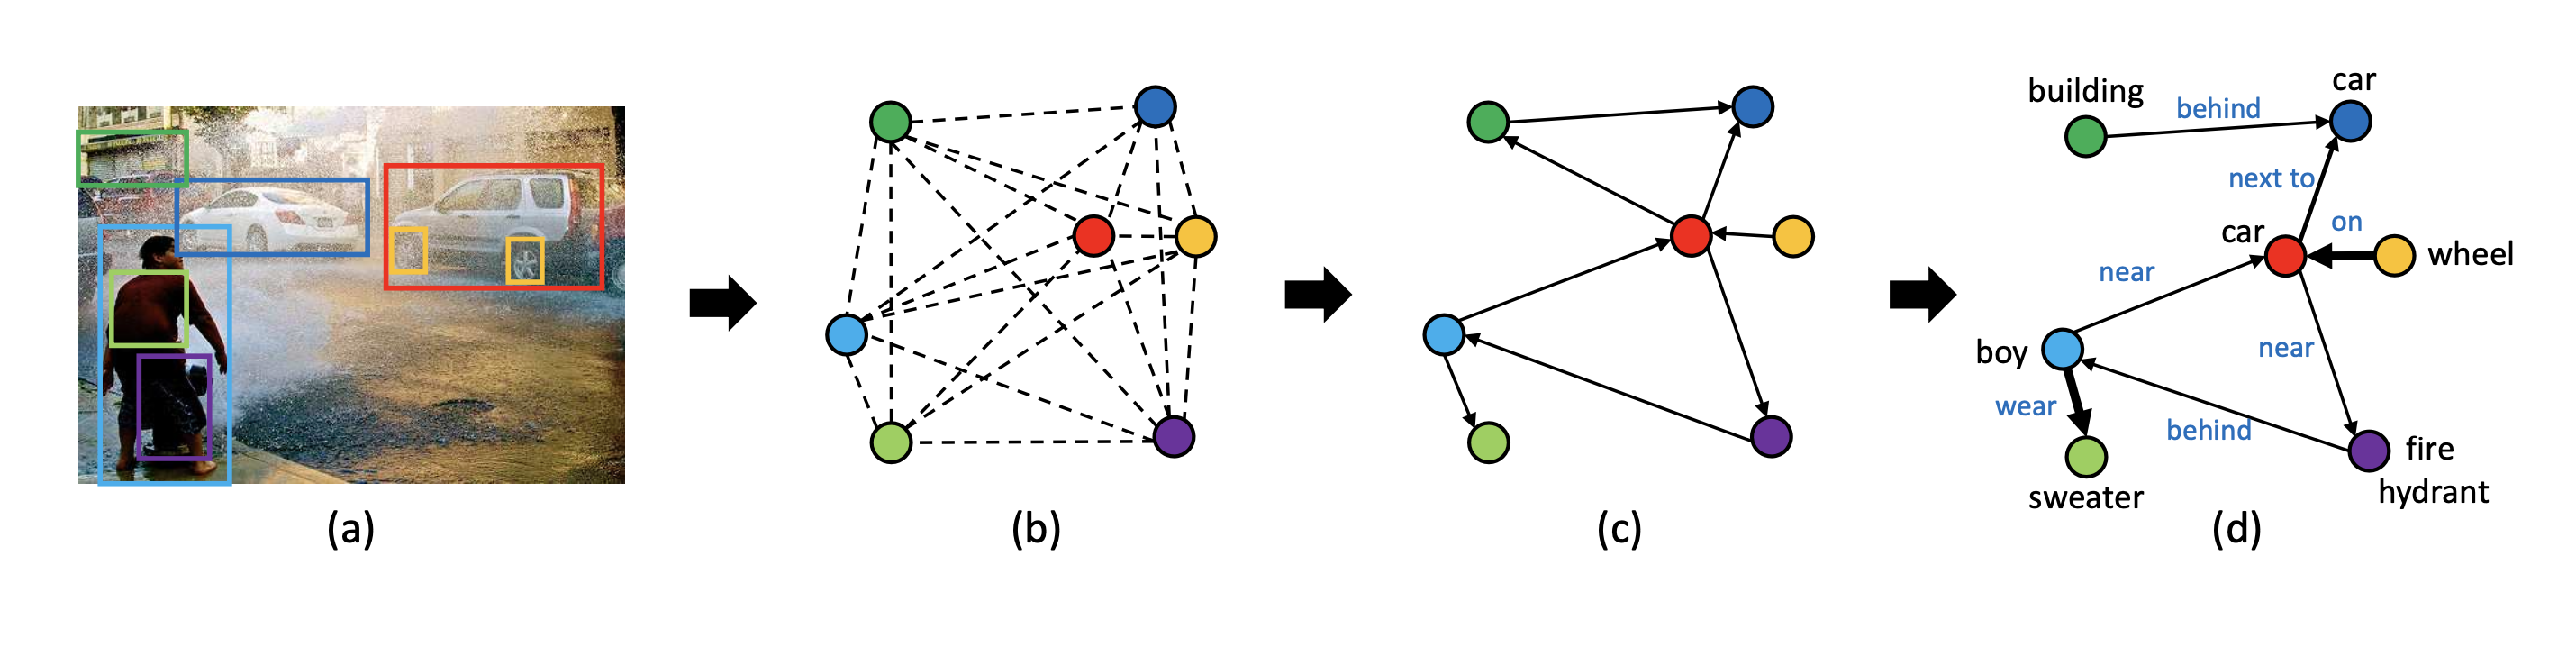 building
behind
car
next to
on
car
wheel
near
boy
near
wear
behind
fire
hydrant
sweater
(a)
(b)
(c)
(d)